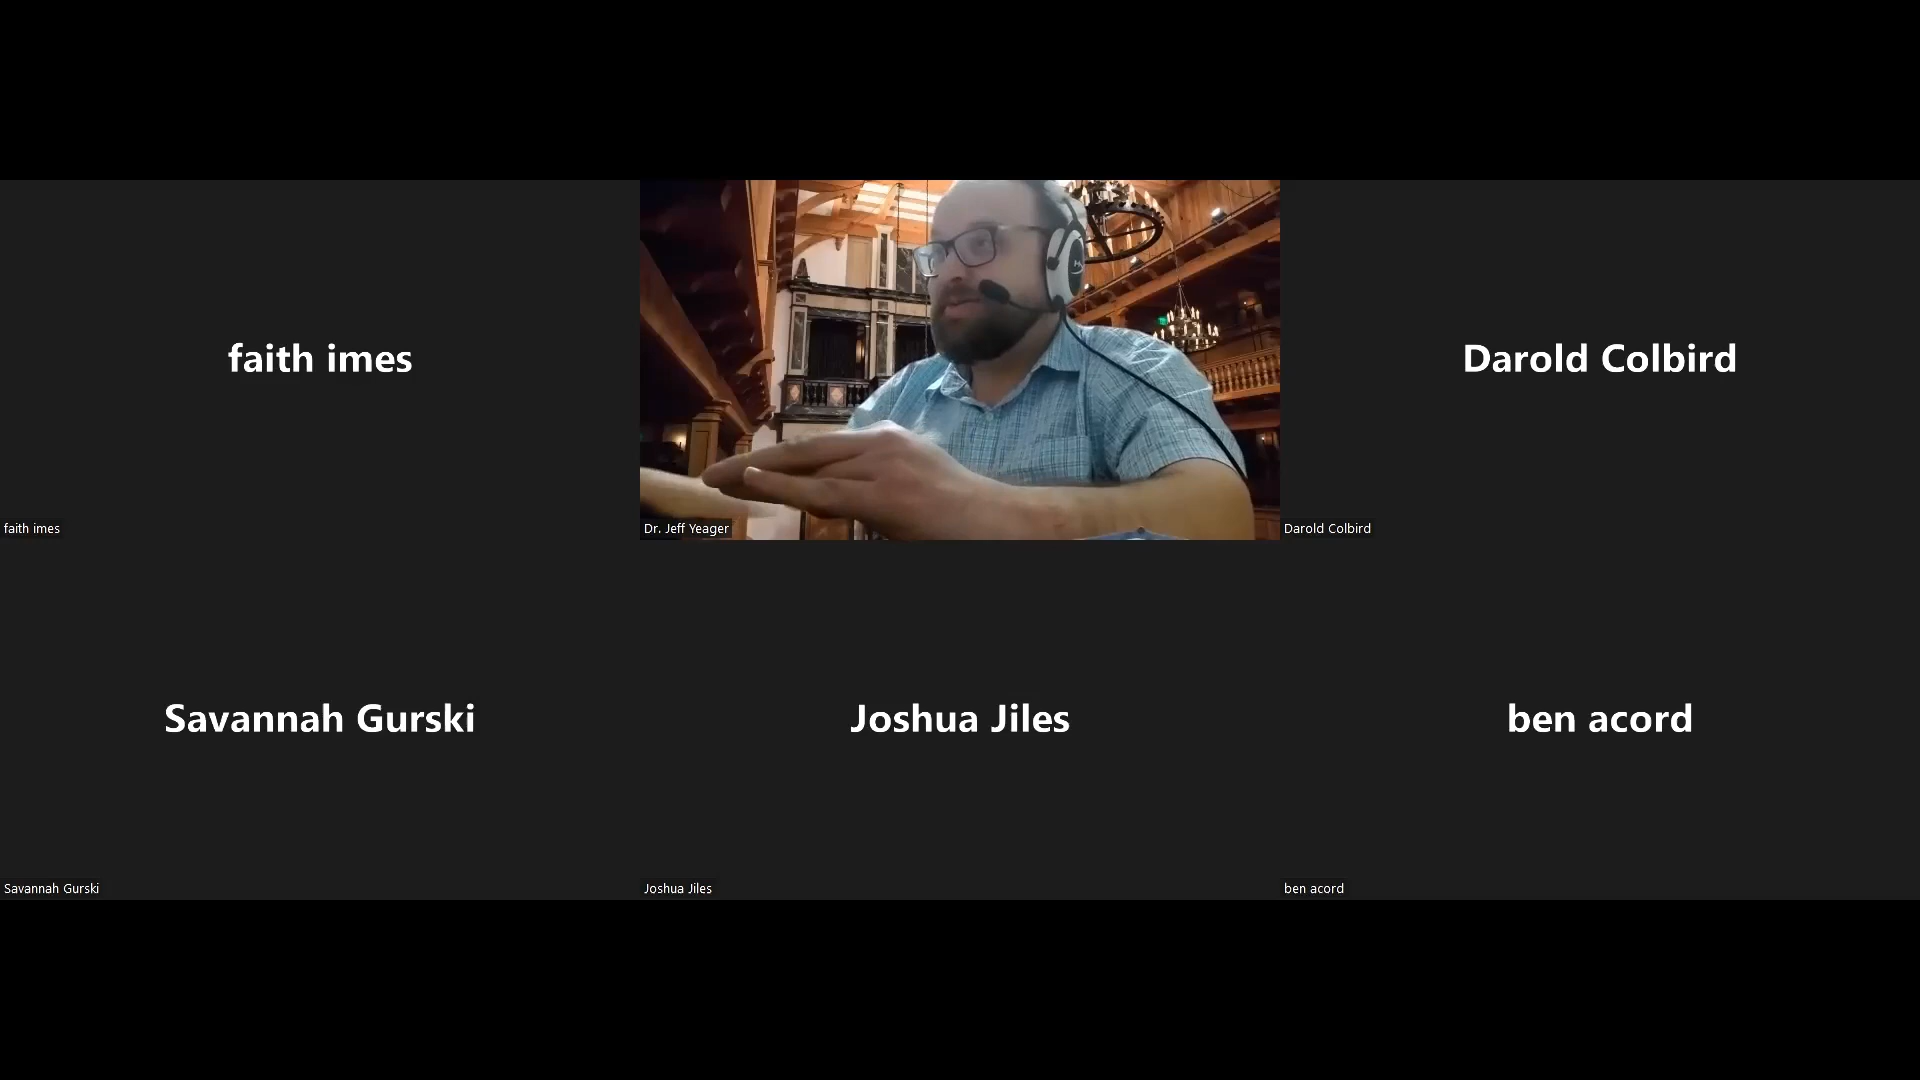 faith imes
Darold Colbird
faith imes
Dr. Jeff Yeager
Darold Colbird
Savannah Gurski
Joshua Jiles
ben acord
Savannah Gurski
Joshua Jiles
ben acord